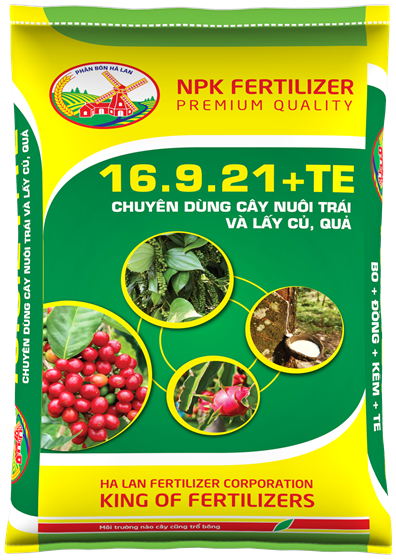 PHÂN BÓN HÀ LAN
NPK FERTILIZER
PREMIUM QUALITY
16.9.21+TE
CHUYÊN DÙNG CÂY NUÔI TRÁI
VÀ LẤY CỦ, QUẢ
CHUYÊN DÙNG CÂY NUÔI TRÁI VÀ LẤY CỦ, QUẢ
BO + ĐỒNG + KẼM + TE
HA LAN FERTILIZER CORPORATION
KING OF FERTILIZERS
Môi trường nào cây cũng trổ bông